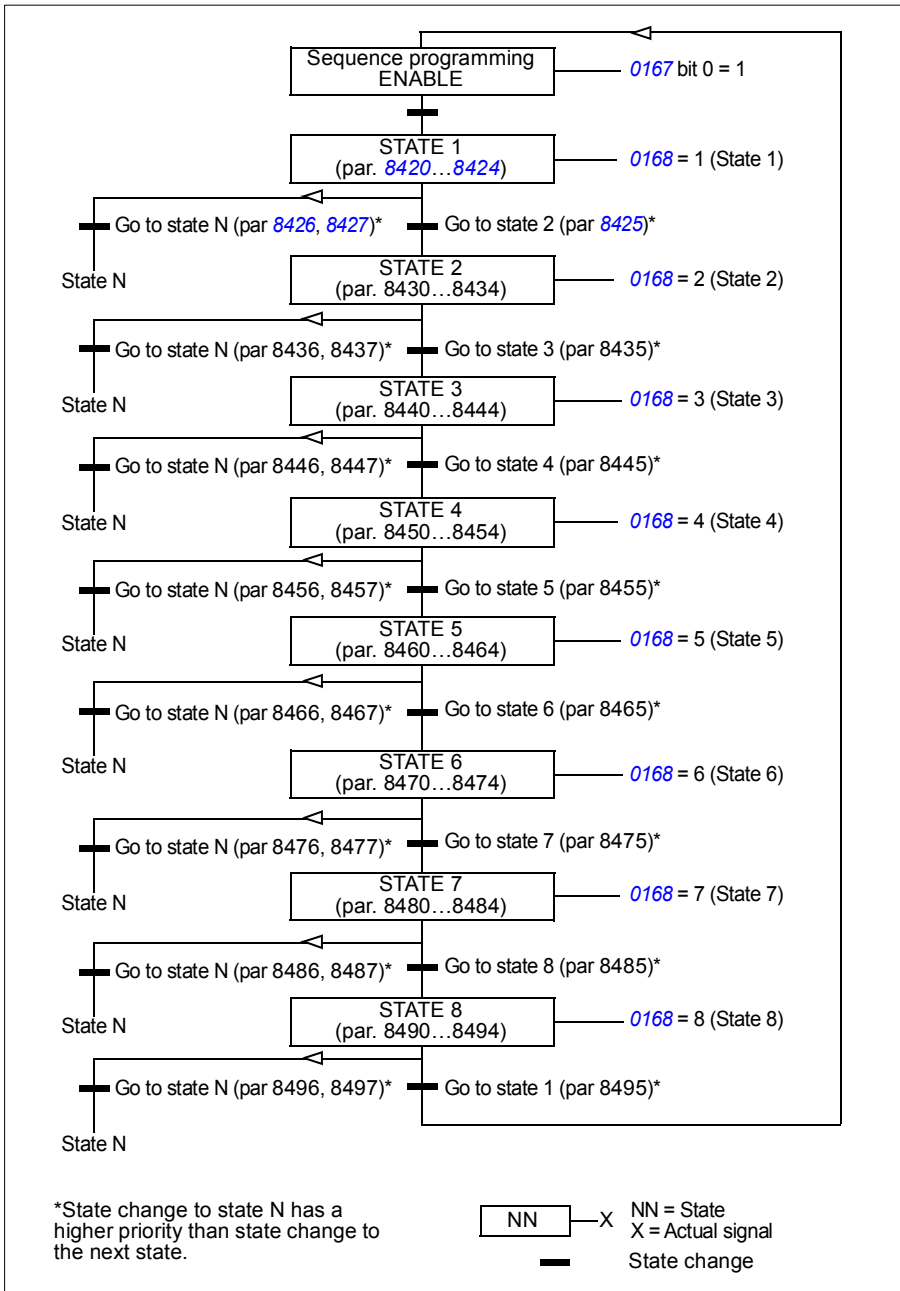 Sequence programming
ENABLE
0167 bit 0 = 1
STATE 1
(par. 8420…8424)
0168 = 1 (State 1)
Go to state N (par 8426, 8427)*
Go to state 2 (par 8425)*
State N
STATE 2
(par. 8430…8434)
0168 = 2 (State 2)
Go to state N (par 8436, 8437)*
Go to state 3 (par 8435)*
State N
STATE 3
(par. 8440…8444)
0168 = 3 (State 3)
Go to state N (par 8446, 8447)*
Go to state 4 (par 8445)*
State N
STATE 4
(par. 8450…8454)
0168 = 4 (State 4)
Go to state N (par 8456, 8457)*
Go to state 5 (par 8455)*
State N
STATE 5
(par. 8460…8464)
0168 = 5 (State 5)
Go to state N (par 8466, 8467)*
Go to state 6 (par 8465)*
State N
STATE 6
(par. 8470…8474)
0168 = 6 (State 6)
Go to state N (par 8476, 8477)*
Go to state 7 (par 8475)*
State N
STATE 7
(par. 8480…8484)
0168 = 7 (State 7)
Go to state N (par 8486, 8487)*
Go to state 8 (par 8485)*
State N
STATE 8
(par. 8490…8494)
0168 = 8 (State 8)
Go to state N (par 8496, 8497)*
Go to state 1 (par 8495)*
State N
*State change to state N has a
higher priority than state change to
the next state.
NN
X
NN = State
X = Actual signal
State change